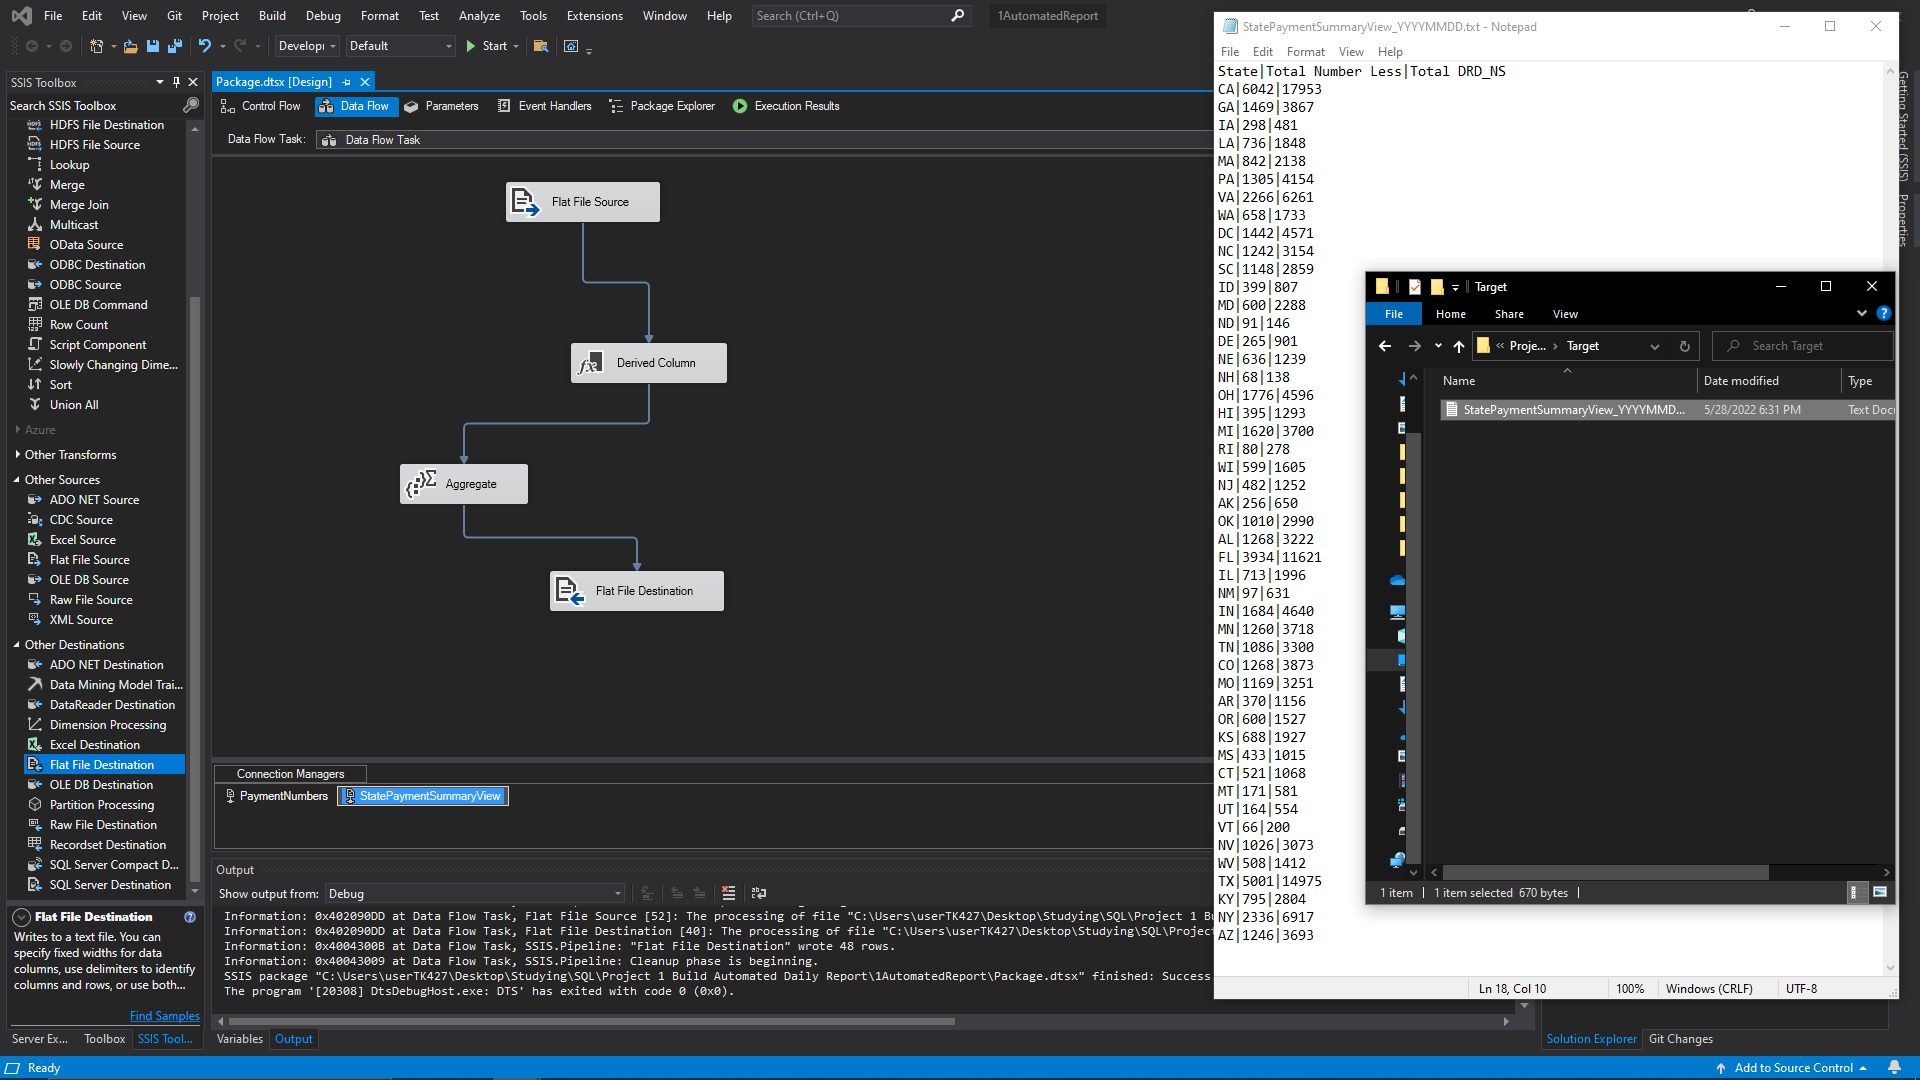 File Edit View Git Project Build Debug Format Test Analyze Tools Extensions Window Help Search (Ctrl+Q) 1AutomatedReport
Developi Default Start
SSIS Toolbox
Search SSIS Toolbox
HDFS File Destination
HDFS File Source
Lookup
Merge
Merge Join
Multicast
OData Source
ODBC Destination
ODBC Source
OLE DB Command
Row Count
Script Component
Slowly Changing Dime...
Sort
Union All
Azure
Other Transforms
Other Sources
ADO NET Source
CDC Source
Excel Source
Flat File Source
OLE DB Source
Raw File Source
XML Source
Other Destinations
ADO NET Destination
Data Mining Model Trai...
DataReader Destination
Dimension Processing
Excel Destination
Flat File Destination
OLE DB Destination
Partition Processing
Raw File Destination
Recordset Destination
SQL Server Compact D...
SQL Server Destination
Flat File Destination
Writes to a text file. You can
specify fixed widths for data
columns, use delimiters to identify
columns and rows, or use both...
Find Samples
Server Ex... Toolbox SSIS Tool...
Package.dtsx [Design]
Control Flow Data Flow Parameters Event Handlers Package Explorer Execution Results
Data Flow Task: Data Flow Task
Flat File Source
Derived Column
Aggregate
Flat File Destination
Connection Managers
PaymentNumbers StatePaymentSummaryView
Output
Show output from: Debug
Information: 0x402090DD at Data Flow Task, Flat File Source [52]: The processing of file "C:\Users\userTK427\Desktop\Studying\SQL\Project 1 Bu
Information: 0x402090DD at Data Flow Task, Flat File Destination [40]: The processing of file "C:\Users\userTK427\Desktop\Studying\SQL\Project
Information: 0x4004300B at Data Flow Task, SSIS.Pipeline: "Flat File Destination" wrote 48 rows.
Information: 0x40043009 at Data Flow Task, SSIS.Pipeline: Cleanup phase is beginning.
SSIS package "C:\Users\userTK427\Desktop\Studying\SQL\Project 1 Build Automated Daily Report\1AutomatedReport\Package.dtsx" finished: Success
The program '[20308] DtsDebugHost.exe: DTS' has exited with code 0 (0x0).
Variables Output
StatePaymentSummaryView_YYYYMMDD.txt - Notepad
File Edit Format View Help
State|Total Number Less|Total DRD_NS
CA|6042|17953
GA|1469|3867
IA|298|481
LA|736|1848
MA|842|2138
PA|1305|4154
VA|2266|6261
WA|658|1733
DC|1442|4571
NC|1242|3154
SC|1148|2859
ID|399|807
MD|600|2288
ND|91|146
DE|265|901
NE|636|1239
NH|68|138
OH|1776|4596
HI|395|1293
MI|1620|3700
RI|80|278
WI|599|1605
NJ|482|1252
AK|256|650
OK|1010|2990
AL|1268|3222
FL|3934|11621
IL|713|1996
NM|97|631
IN|1684|4640
MN|1260|3718
TN|1086|3300
CO|1268|3873
MO|1169|3251
AR|370|1156
OR|600|1527
KS|688|1927
MS|433|1015
CT|521|1068
MT|171|581
UT|164|554
VT|66|200
NV|1026|3073
WV|508|1412
TX|5001|14975
KY|795|2804
NY|2336|6917
AZ|1246|3693
Ln 18, Col 10 100% Windows (CRLF) UTF-8
Target
File Home Share View
« Proje... › Target Search Target
Name Date modified Type
StatePaymentSummaryView_YYYYMMD... 5/28/2022 6:31 PM Text Doc
1 item 1 item selected 670 bytes
Getting Started (SSIS)
Properties
Solution Explorer Git Changes
Ready
Add to Source Control